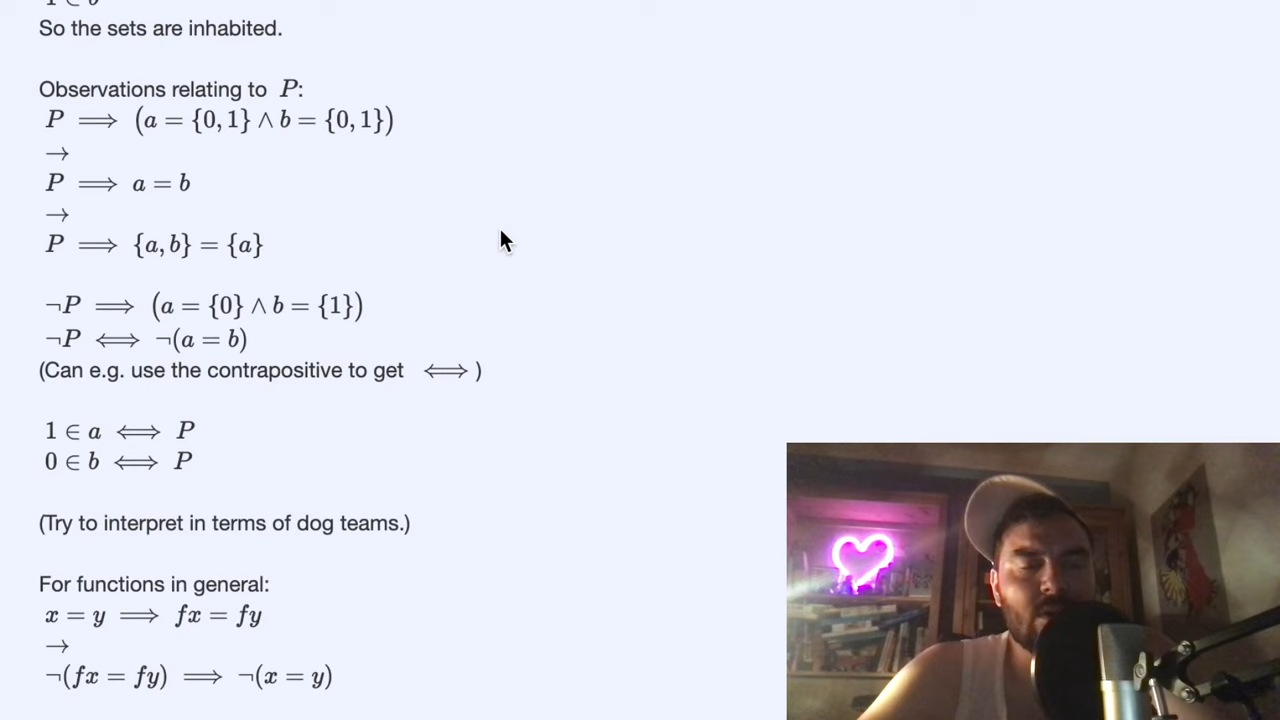 So the sets are inhabited.
Observations relating to P:
P ⟹ (a = {0, 1} ∧ b = {0, 1})
→
P ⟹ a = b
→
P ⟹ {a, b} = {a}
¬P ⟹ (a = {0} ∧ b = {1})
¬P ⟺ ¬(a = b)
(Can e.g. use the contrapositive to get ⟺ )
1 ∈ a ⟺ P
0 ∈ b ⟺ P
(Try to interpret in terms of dog teams.)
For functions in general:
x = y ⟹ fx = fy
→
¬(fx = fy) ⟹ ¬(x = y)